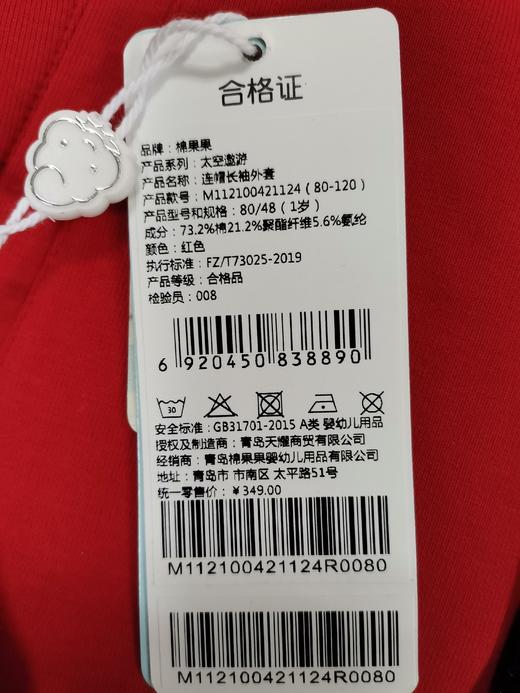 合格证
品牌：棉果果
产品系列：太空遨游
产品名称：连帽长袖外套
产品款号：M112100421124（80-120）
产品型号和规格：80/48（1岁）
成分：73.2%棉21.2%聚酯纤维5.6%氨纶
颜色：红色
执行标准：FZ/T73025-2019
产品等级：合格品
检验员：008
6 920450 838890
30
安全标准：GB31701-2015 A类 婴幼儿用品
授权及制造商：青岛天耀商贸有限公司
经销商：青岛棉果果婴幼儿用品有限公司
地址：青岛市 市南区 太平路51号
统一零售价：￥349.00
M112100421124R0080
M112100421124R0080